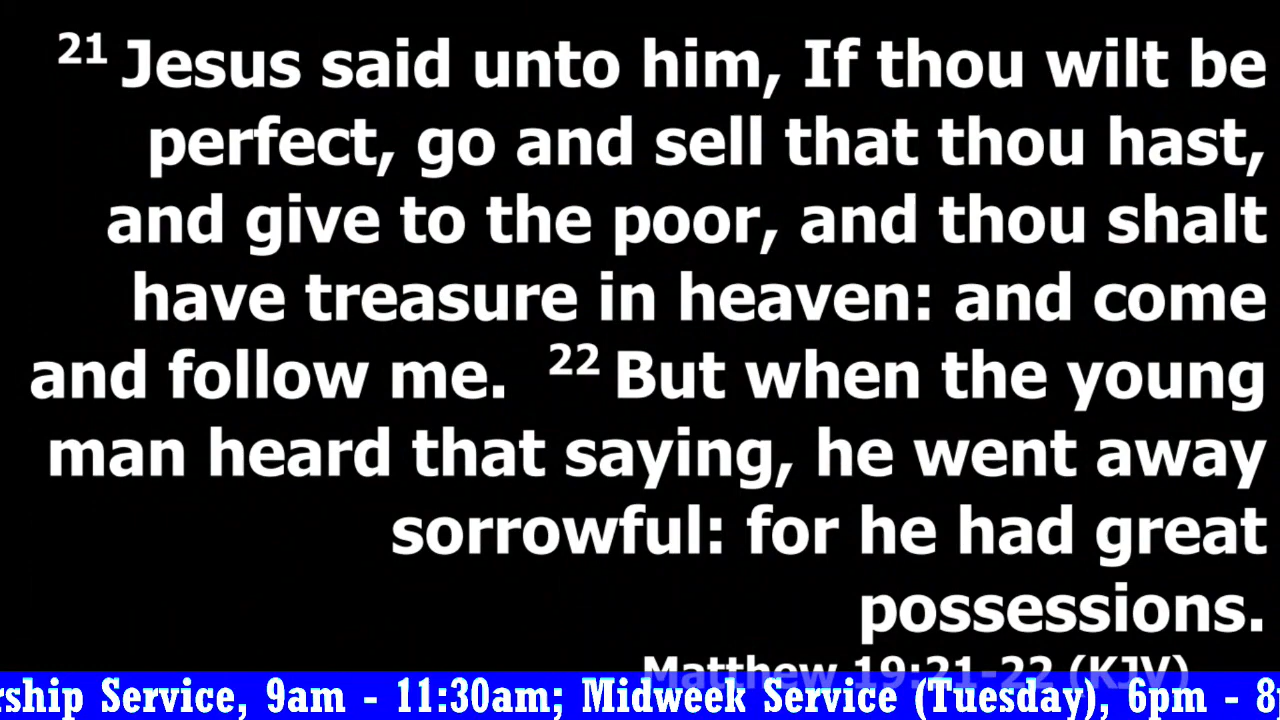 21 Jesus said unto him, If thou wilt be
perfect, go and sell that thou hast,
and give to the poor, and thou shalt
have treasure in heaven: and come
and follow me. 22 But when the young
man heard that saying, he went away
sorrowful: for he had great
possessions.
Matthew 19:21-22 (KJV)
rship Service, 9am - 11:30am; Midweek Service (Tuesday), 6pm - 8